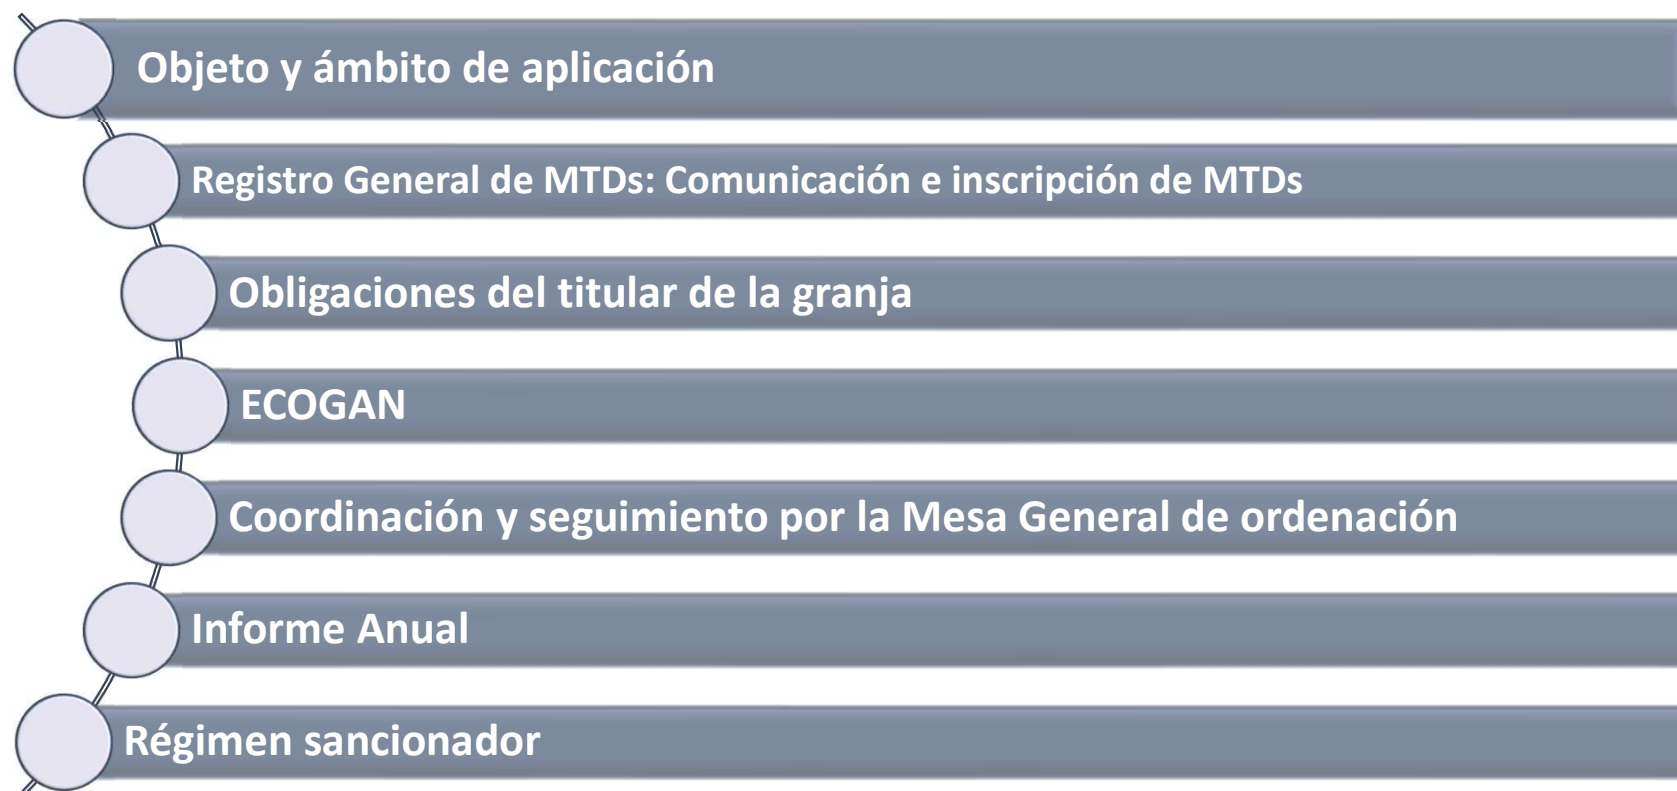 Objeto y ámbito de aplicación
Registro General de MTDs: Comunicación e inscripción de MTDs
Obligaciones del titular de la granja
ECOGAN
Coordinación y seguimiento por la Mesa General de ordenación
Informe Anual
Régimen sancionador